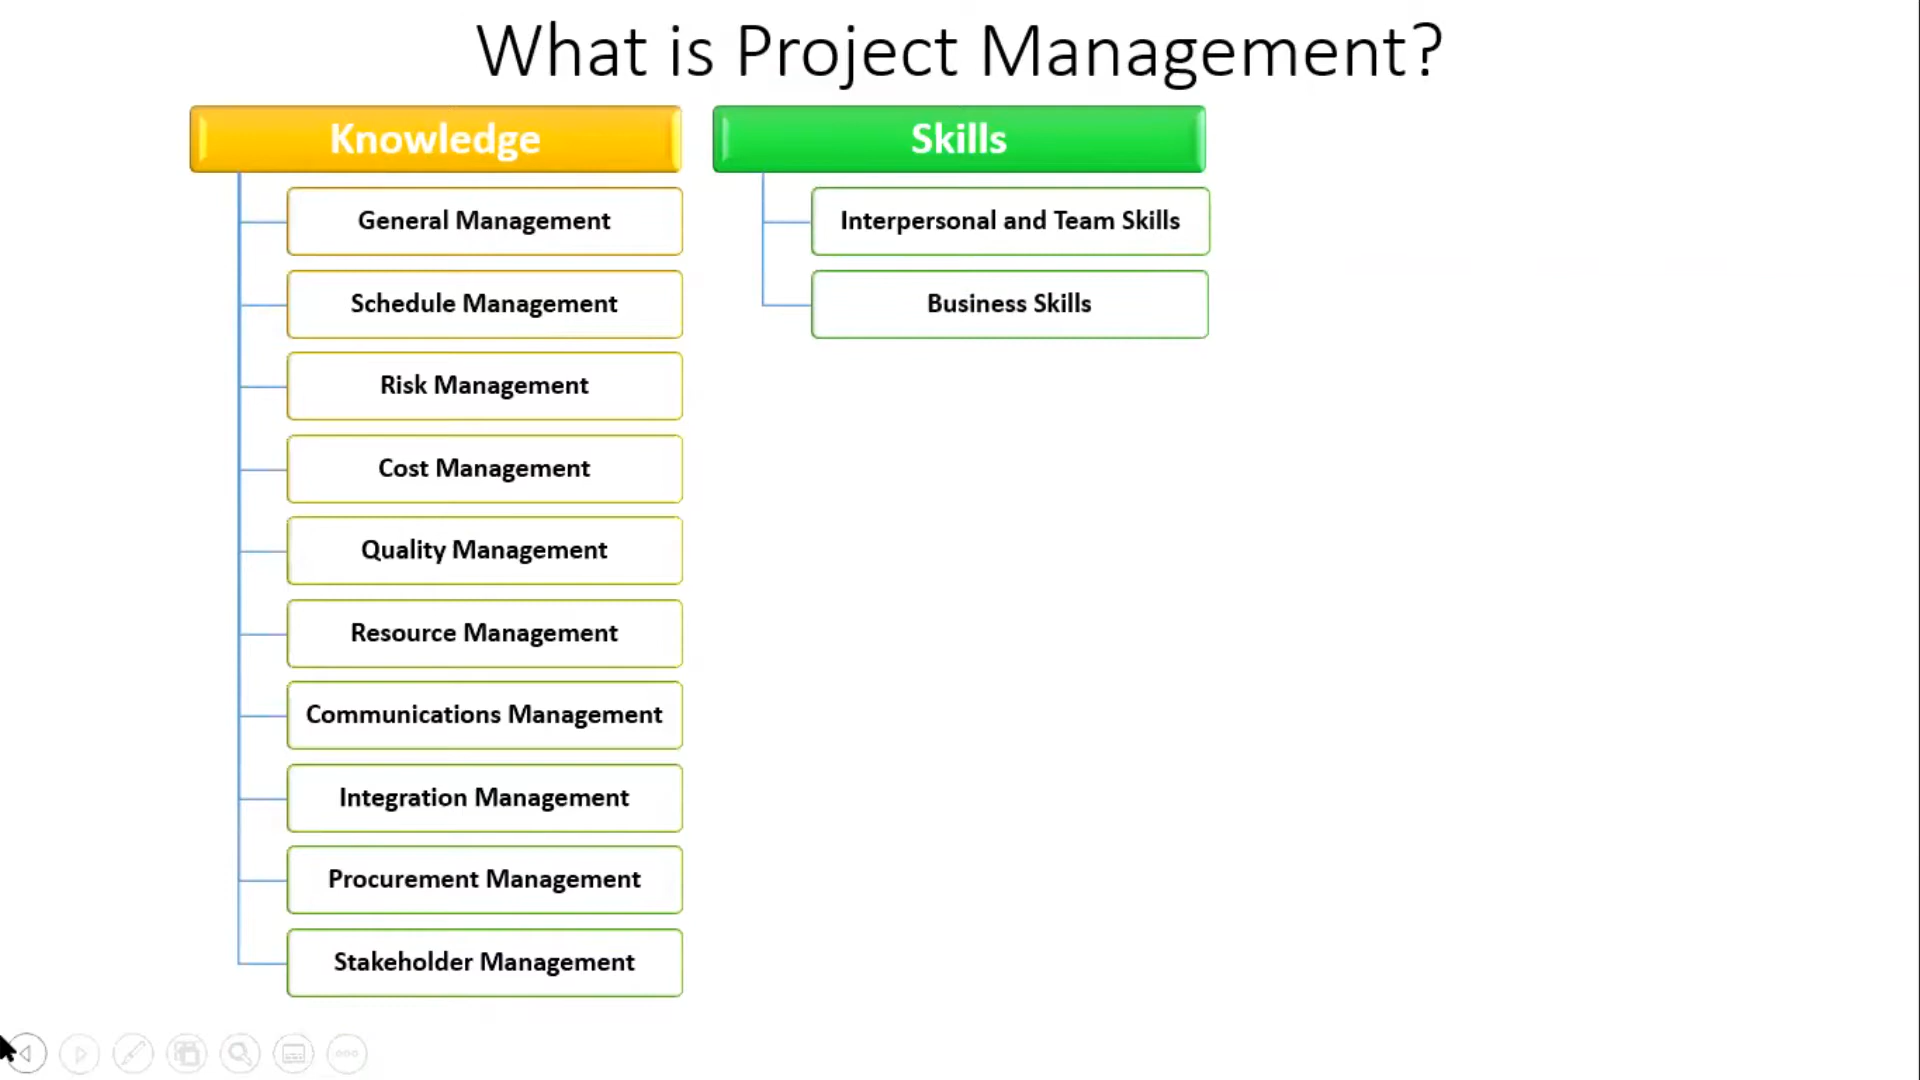 What is Project Management?
Knowledge
General Management
Schedule Management
Risk Management
Cost Management
Quality Management
Resource Management
Communications Management
Integration Management
Procurement Management
Stakeholder Management
Skills
Interpersonal and Team Skills
Business Skills